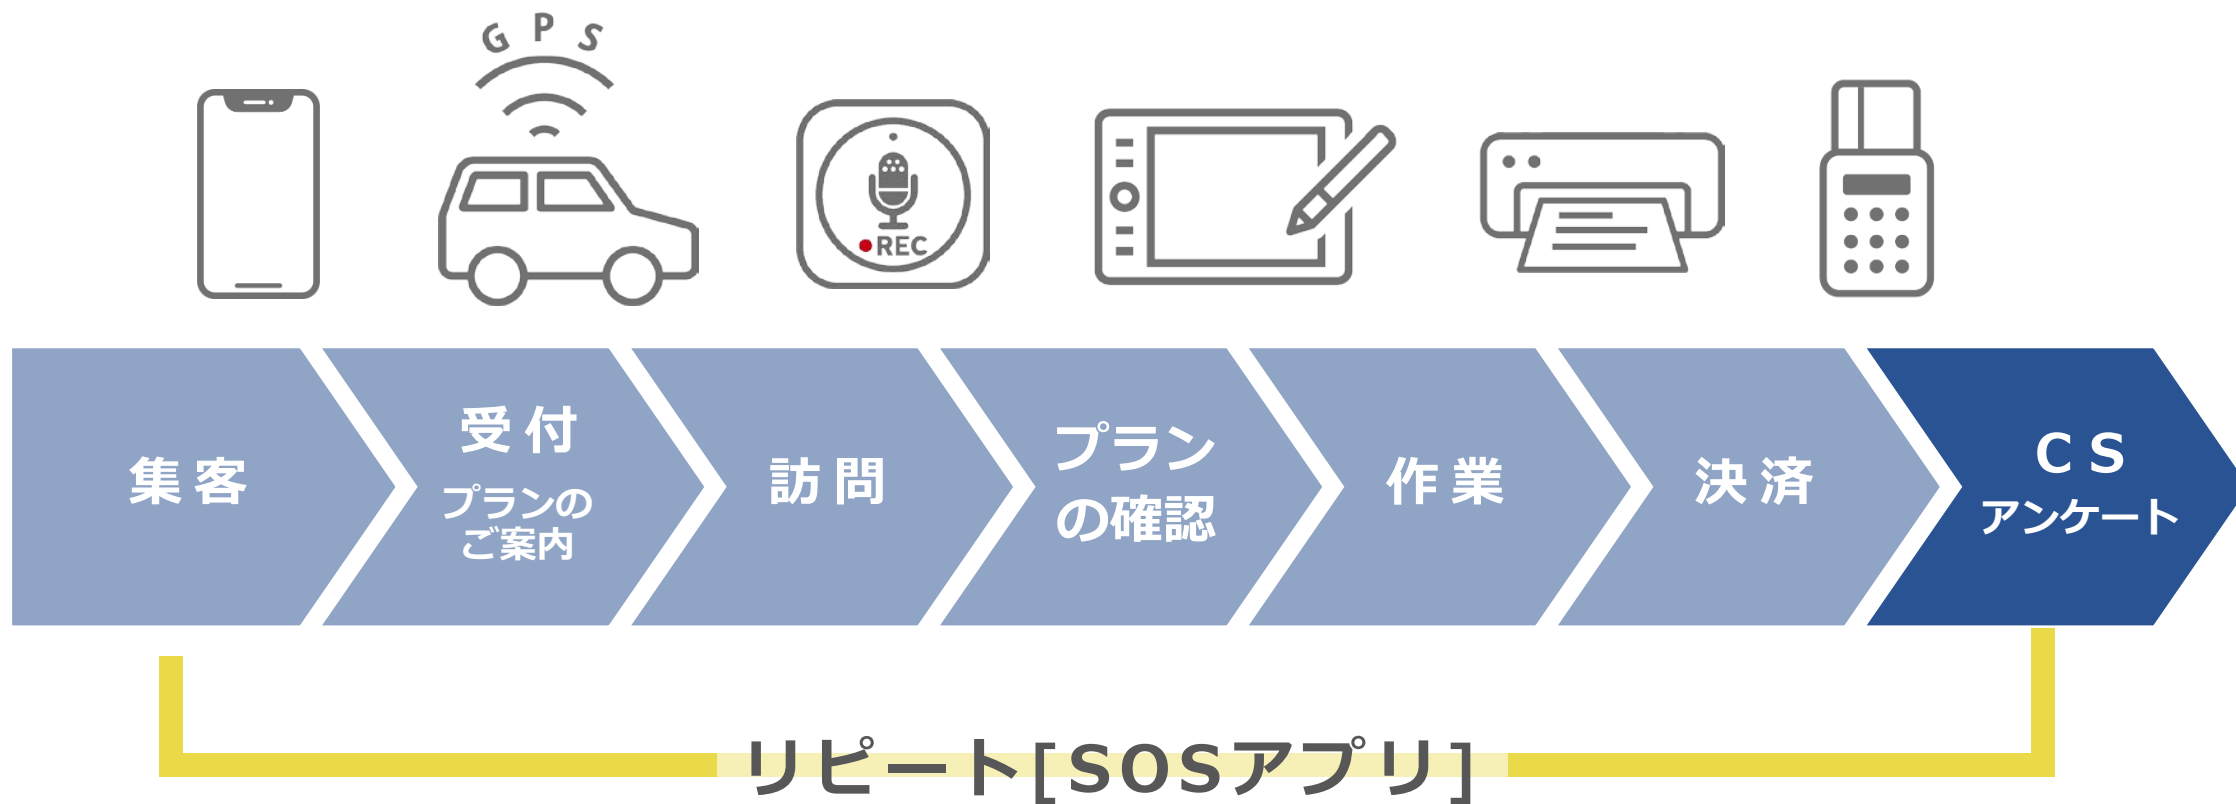 GPS
REC
集客
受付
プランの
ご案内
訪問
プラン
の確認
作業
決済
CS
アンケート
リピート[SOSアプリ]